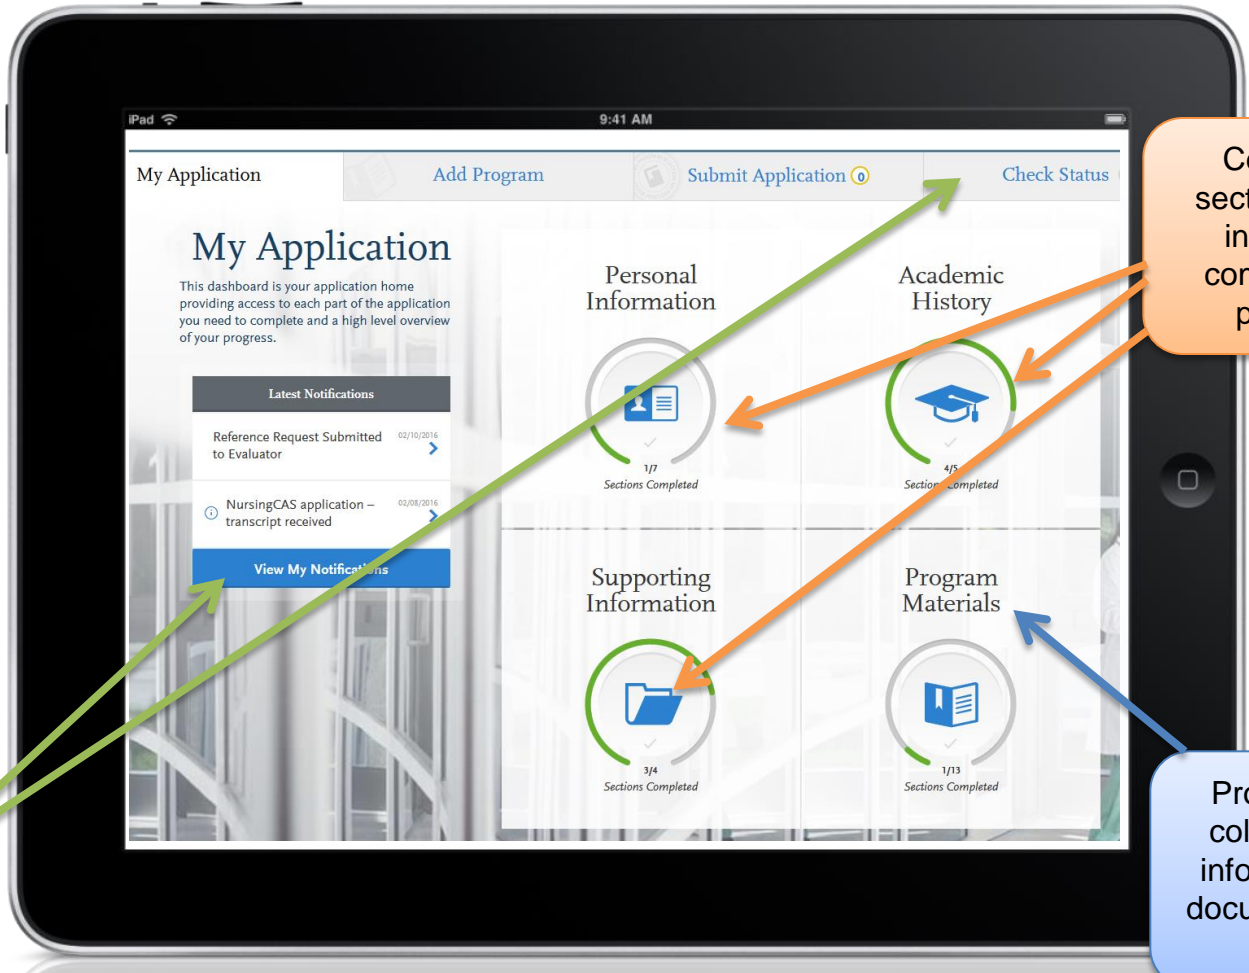 iPad
9:41 AM
My Application
Add Program
Submit Application 0
Check Status
My Application
This dashboard is your application home
providing access to each part of the application
you need to complete and a high level overview
of your progress.
Latest Notifications
Reference Request Submitted
to Evaluator
02/10/2016
NursingCAS application –
transcript received
02/08/2016
View My Notifications
Personal
Information
1/7
Sections Completed
Academic
History
4/5
Sections Completed
Supporting
Information
3/4
Sections Completed
Program
Materials
1/13
Sections Completed